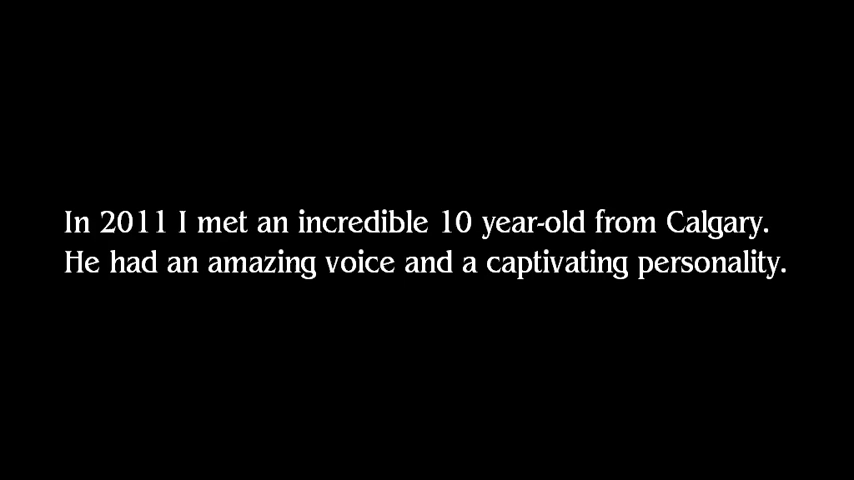 In 2011 I met an incredible 10 year-old from Calgary.
He had an amazing voice and a captivating personality.